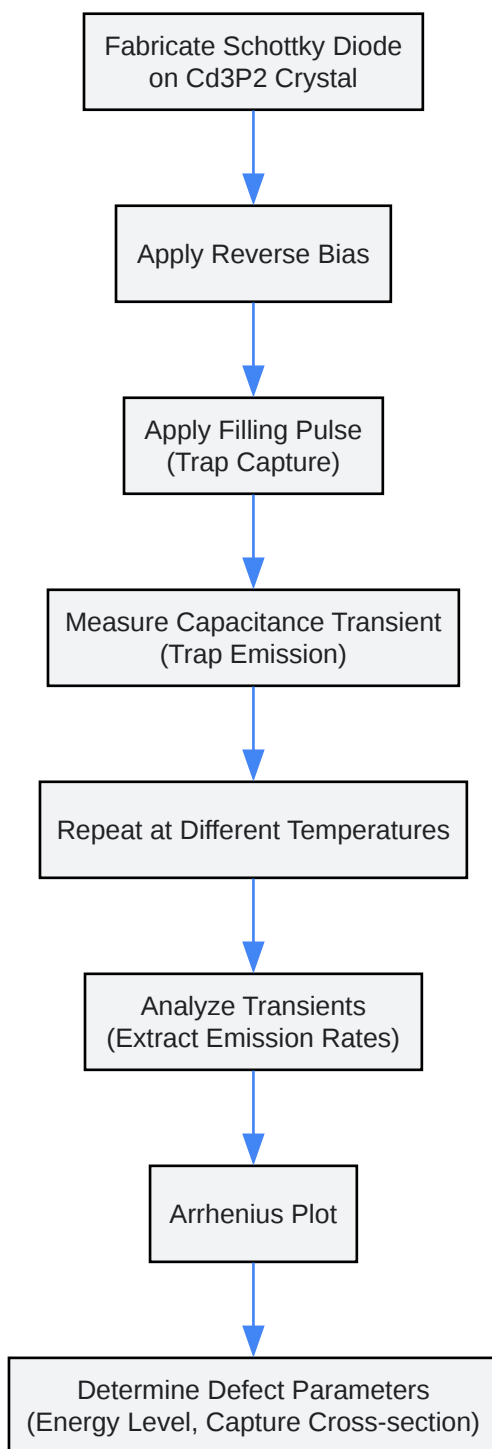 Fabricate Schottky Diode
on Cd3P2 Crystal
Apply Reverse Bias
Apply Filling Pulse
(Trap Capture)
Measure Capacitance Transient
(Trap Emission)
Repeat at Different Temperatures
Analyze Transients
(Extract Emission Rates)
Arrhenius Plot
Determine Defect Parameters
(Energy Level, Capture Cross-section)